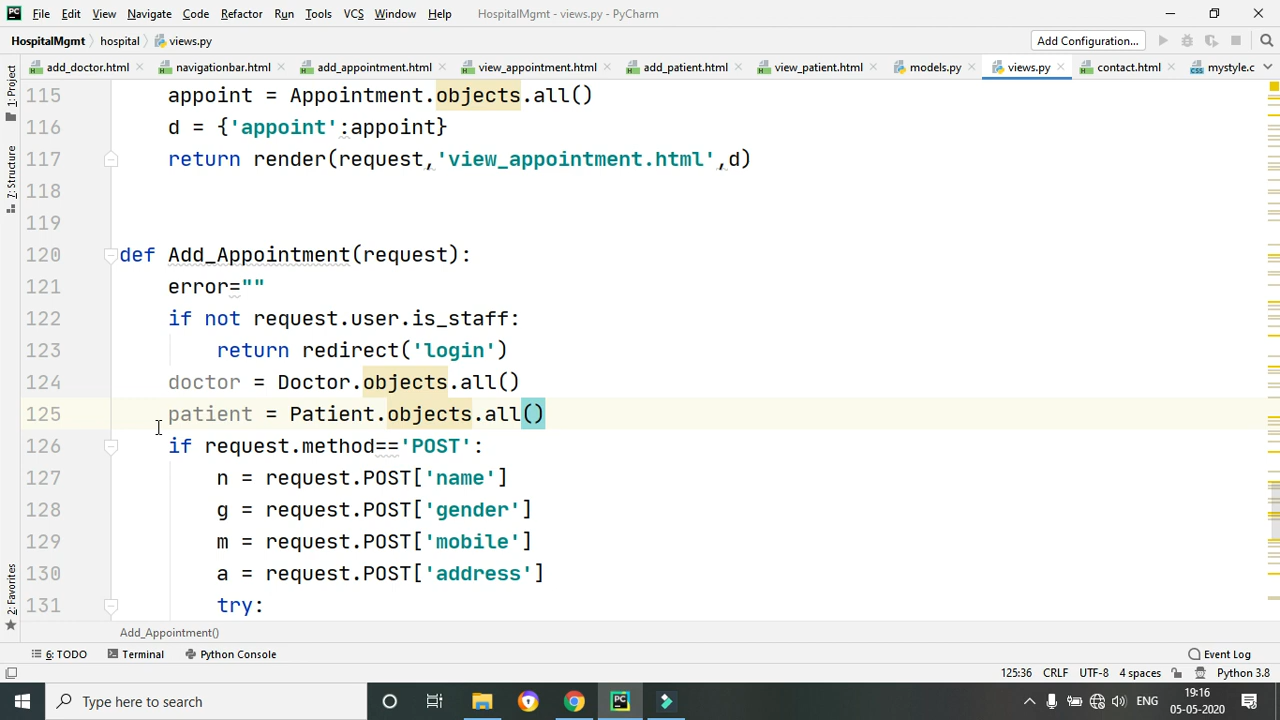 File Edit View Navigate Code Refactor Run Tools VCS Window Help HospitalMgmt - views.py - PyCharm
HospitalMgmt hospital views.py Add Configuration...
add_doctor.html navigationbar.html add_appointment.html view_appointment.html add_patient.html view_patient.html models.py views.py contact.html mystyle.c
1: Project
7: Structure
2: Favorites
115 appoint = Appointment.objects.all()
116 d = {'appoint':appoint}
117 return render(request,'view_appointment.html',d)
118
119
120 def Add_Appointment(request):
121 error=""
122 if not request.user.is_staff:
123 return redirect('login')
124 doctor = Doctor.objects.all()
125 patient = Patient.objects.all()
126 if request.method=='POST':
127 n = request.POST['name']
128 g = request.POST['gender']
129 m = request.POST['mobile']
130 a = request.POST['address']
131 try:
Add_Appointment()
6: TODO Terminal Python Console Event Log
125:36 CRLF UTF-8 4 spaces Python 3.8
Type here to search ENG 19:16
05-05-2020